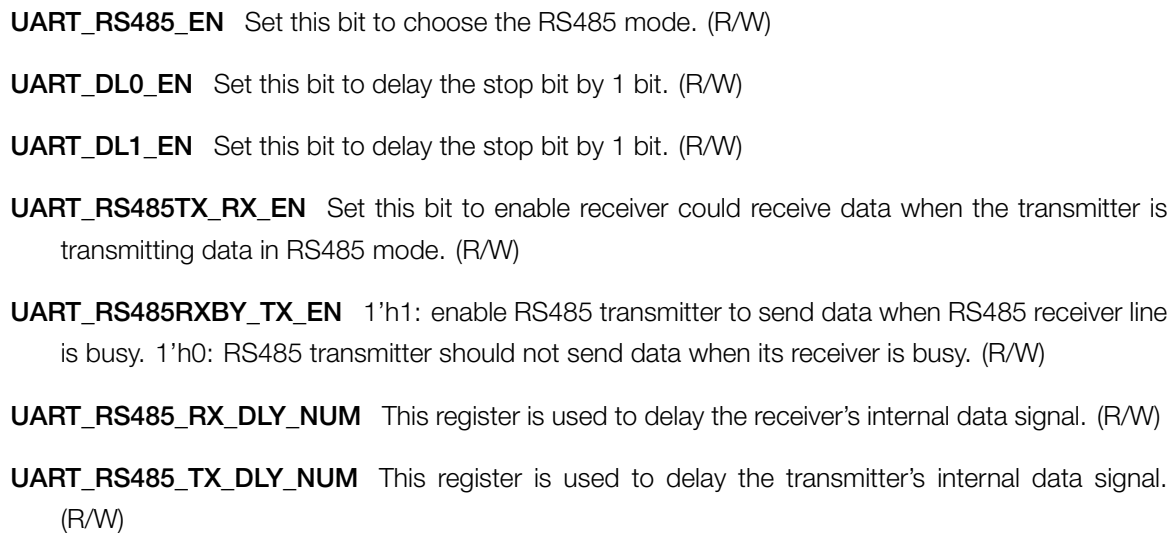 UART_RS485_EN Set this bit to choose the RS485 mode. (R/W)
UART_DL0_EN Set this bit to delay the stop bit by 1 bit. (R/W)
UART_DL1_EN Set this bit to delay the stop bit by 1 bit. (R/W)
UART_RS485TX_RX_EN Set this bit to enable receiver could receive data when the transmitter is
transmitting data in RS485 mode. (R/W)
UART_RS485RXBY_TX_EN 1’h1: enable RS485 transmitter to send data when RS485 receiver line
is busy. 1’h0: RS485 transmitter should not send data when its receiver is busy. (R/W)
UART_RS485_RX_DLY_NUM This register is used to delay the receiver’s internal data signal. (R/W)
UART_RS485_TX_DLY_NUM This register is used to delay the transmitter’s internal data signal.
(R/W)